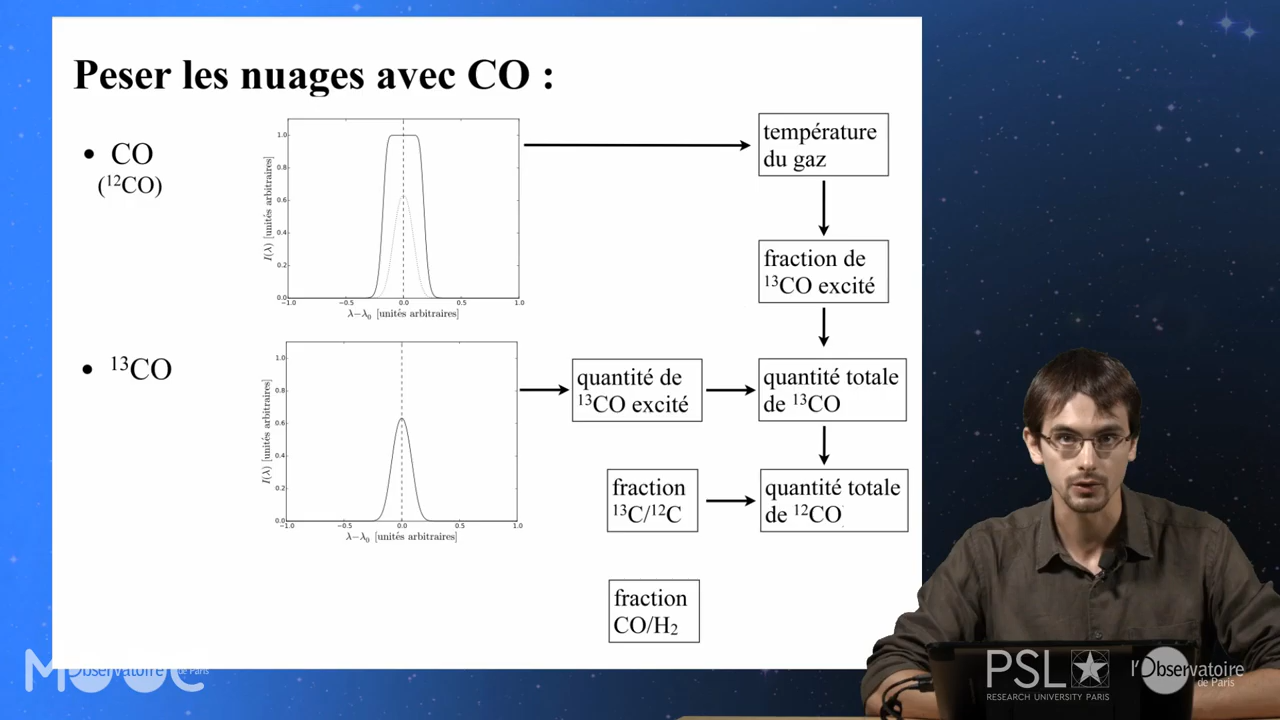 Peser les nuages avec CO :
• CO
(¹²CO)
1.0
0.8
0.6
0.4
0.2
0.0
I(λ) [unités arbitraires]
−1.0 −0.5 0.0 0.5 1.0
λ−λ₀ [unités arbitraires]
température
du gaz
fraction de
¹³CO excité
• ¹³CO
1.0
0.8
0.6
0.4
0.2
0.0
I(λ) [unités arbitraires]
−1.0 −0.5 0.0 0.5 1.0
λ−λ₀ [unités arbitraires]
quantité de
¹³CO excité
quantité totale
de ¹³CO
fraction
¹³C/¹²C
quantité totale
de ¹²CO
fraction
CO/H₂
MOOC
l'Observatoire de Paris
PSL
RESEARCH UNIVERSITY PARIS
l'Observatoire
de Paris